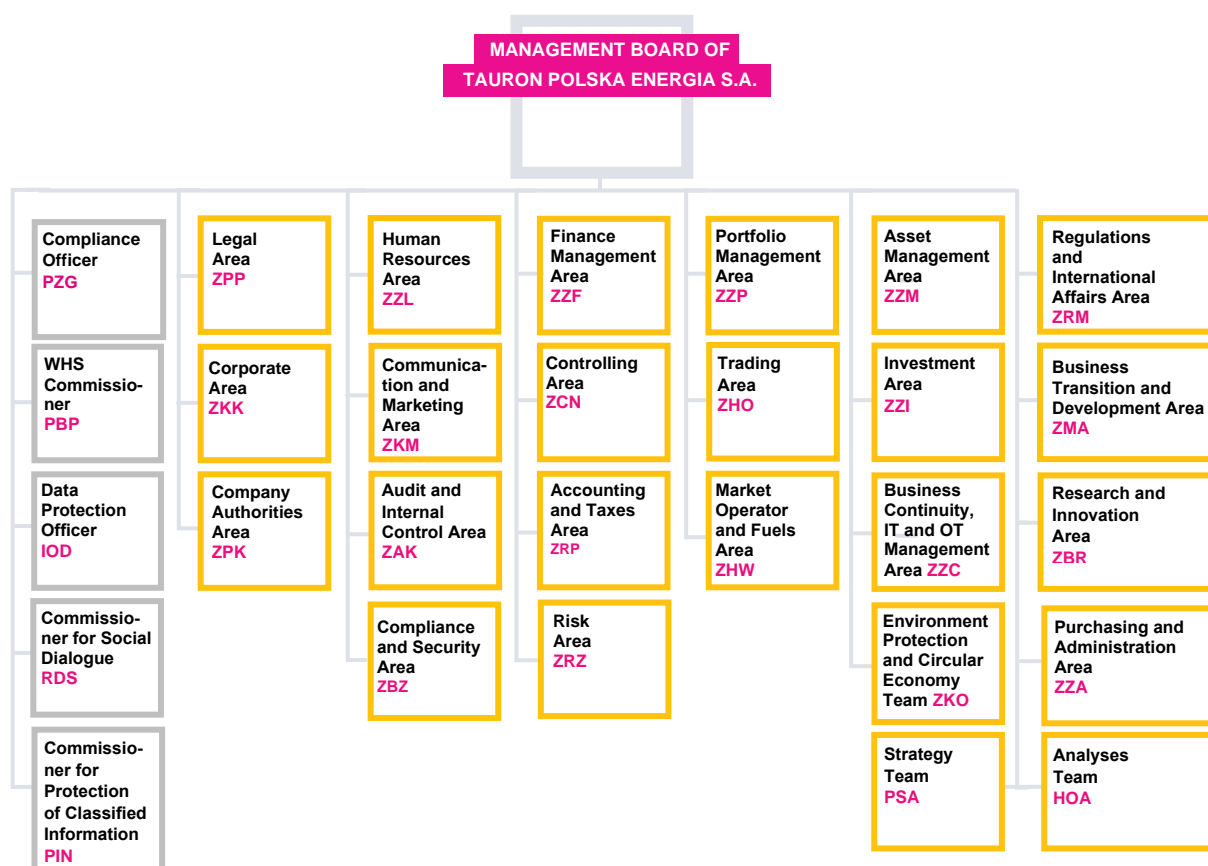 MANAGEMENT BOARD OF
TAURON POLSKA ENERGIA S.A.
Compliance
Officer
PZG
WHS
Commissio-
ner
PBP
Data
Protection
Officer
IOD
Commissio-
ner for Social
Dialogue
RDS
Commissio-
ner for
Protection
of Classified
Information
PIN
Legal
Area
ZPP
Corporate
Area
ZKK
Company
Authorities
Area
ZPK
Human
Resources
Area
ZZL
Communica-
tion and
Marketing
Area
ZKM
Audit and
Internal
Control Area
ZAK
Compliance
and Security
Area
ZBZ
Finance
Management
Area
ZZF
Controlling
Area
ZCN
Accounting
and Taxes
Area
ZRP
Risk
Area
ZRZ
Portfolio
Management
Area
ZZP
Trading
Area
ZHO
Market
Operator
and Fuels
Area
ZHW
Asset
Management
Area
ZZM
Investment
Area
ZZI
Business
Continuity,
IT and OT
Management
Area ZZC
Environment
Protection
and Circular
Economy
Team ZKO
Strategy
Team
PSA
Regulations
and
International
Affairs Area
ZRM
Business
Transition and
Development Area
ZMA
Research and
Innovation
Area
ZBR
Purchasing and
Administration
Area
ZZA
Analyses
Team
HOA